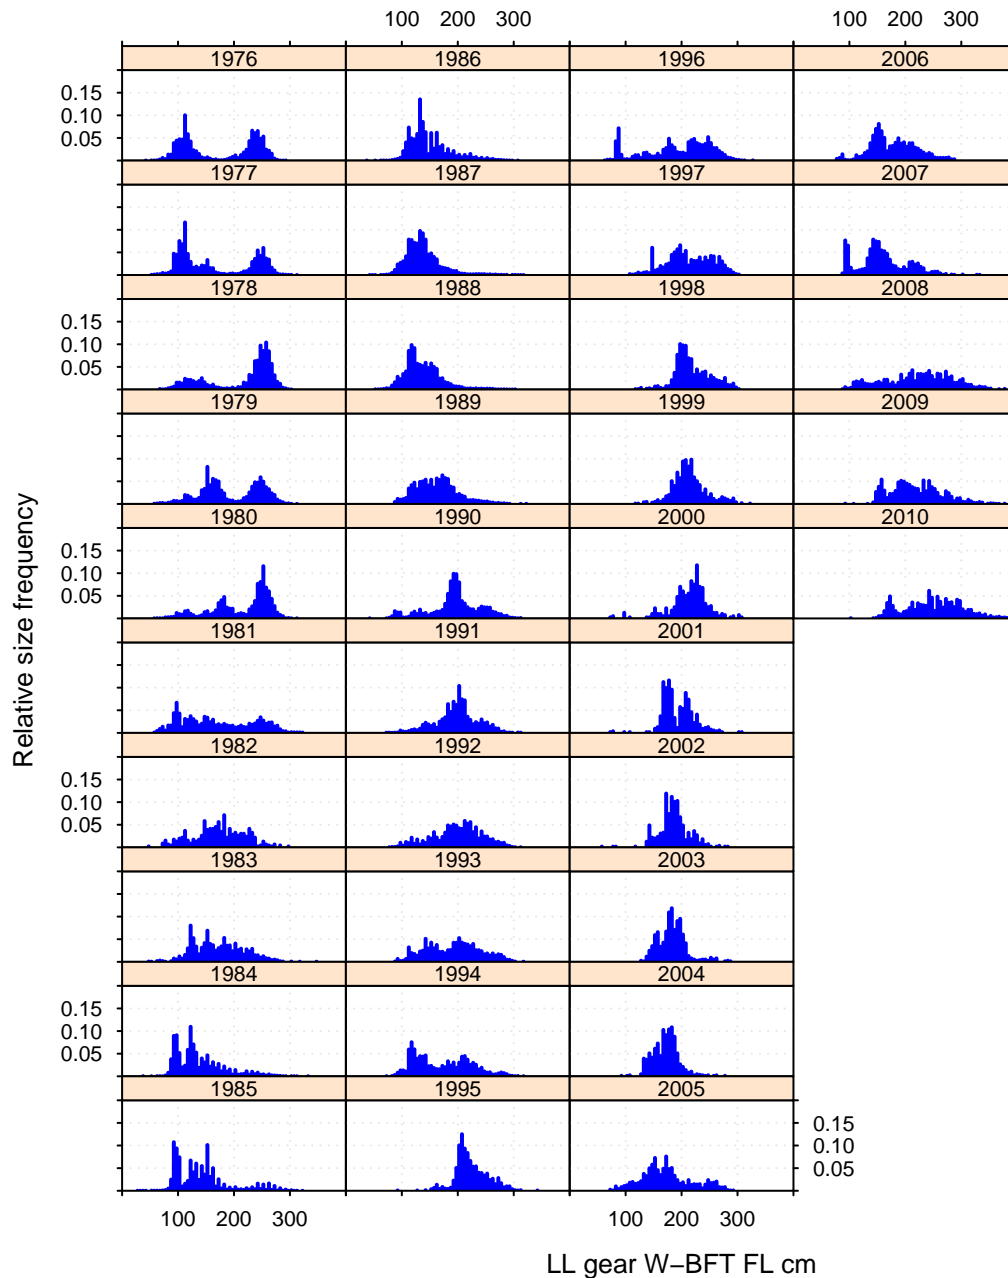 100 200 300 100 200 300
1976 1986 1996 2006
0.15
0.10
0.05
1977 1987 1997 2007
1978 1988 1998 2008
0.15
0.10
0.05
1979 1989 1999 2009
1980 1990 2000 2010
0.15
0.10
0.05
1981 1991 2001
1982 1992 2002
0.15
0.10
0.05
1983 1993 2003
1984 1994 2004
0.15
0.10
0.05
1985 1995 2005
0.15
0.10
0.05
100 200 300 100 200 300
Relative size frequency
LL gear W−BFT FL cm